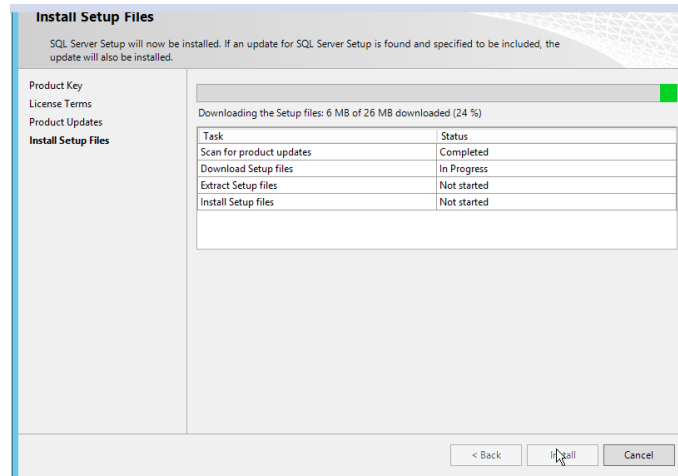 Install Setup Files
SQL Server Setup will now be installed. If an update for SQL Server Setup is found and specified to be included, the
update will also be installed.
Product Key
License Terms
Product Updates
Install Setup Files
Downloading the Setup files: 6 MB of 26 MB downloaded (24 %)
Task Status
Scan for product updates Completed
Download Setup files In Progress
Extract Setup files Not started
Install Setup files Not started
< Back Install Cancel